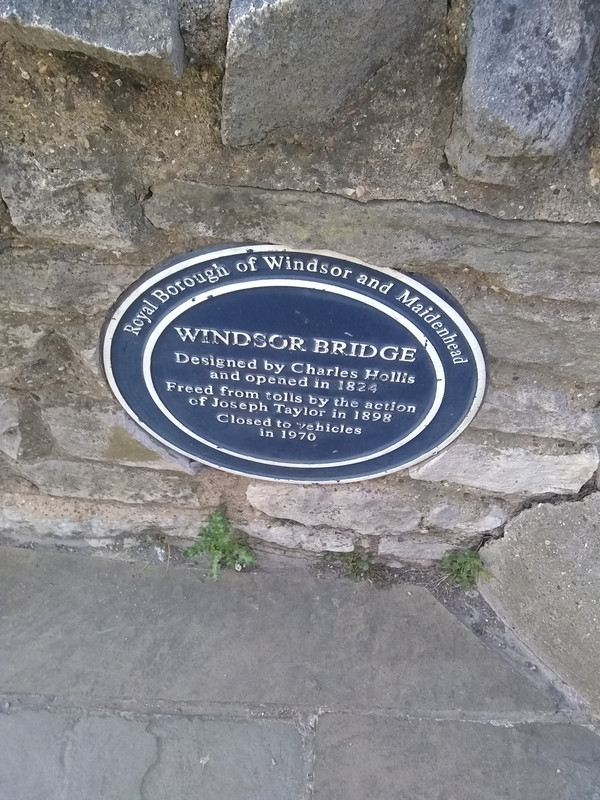 Royal Borough of Windsor and Maidenhead
WINDSOR BRIDGE
Designed by Charles Hollis
and opened in 1824
Freed from tolls by the action
of Joseph Taylor in 1898
Closed to vehicles
in 1970